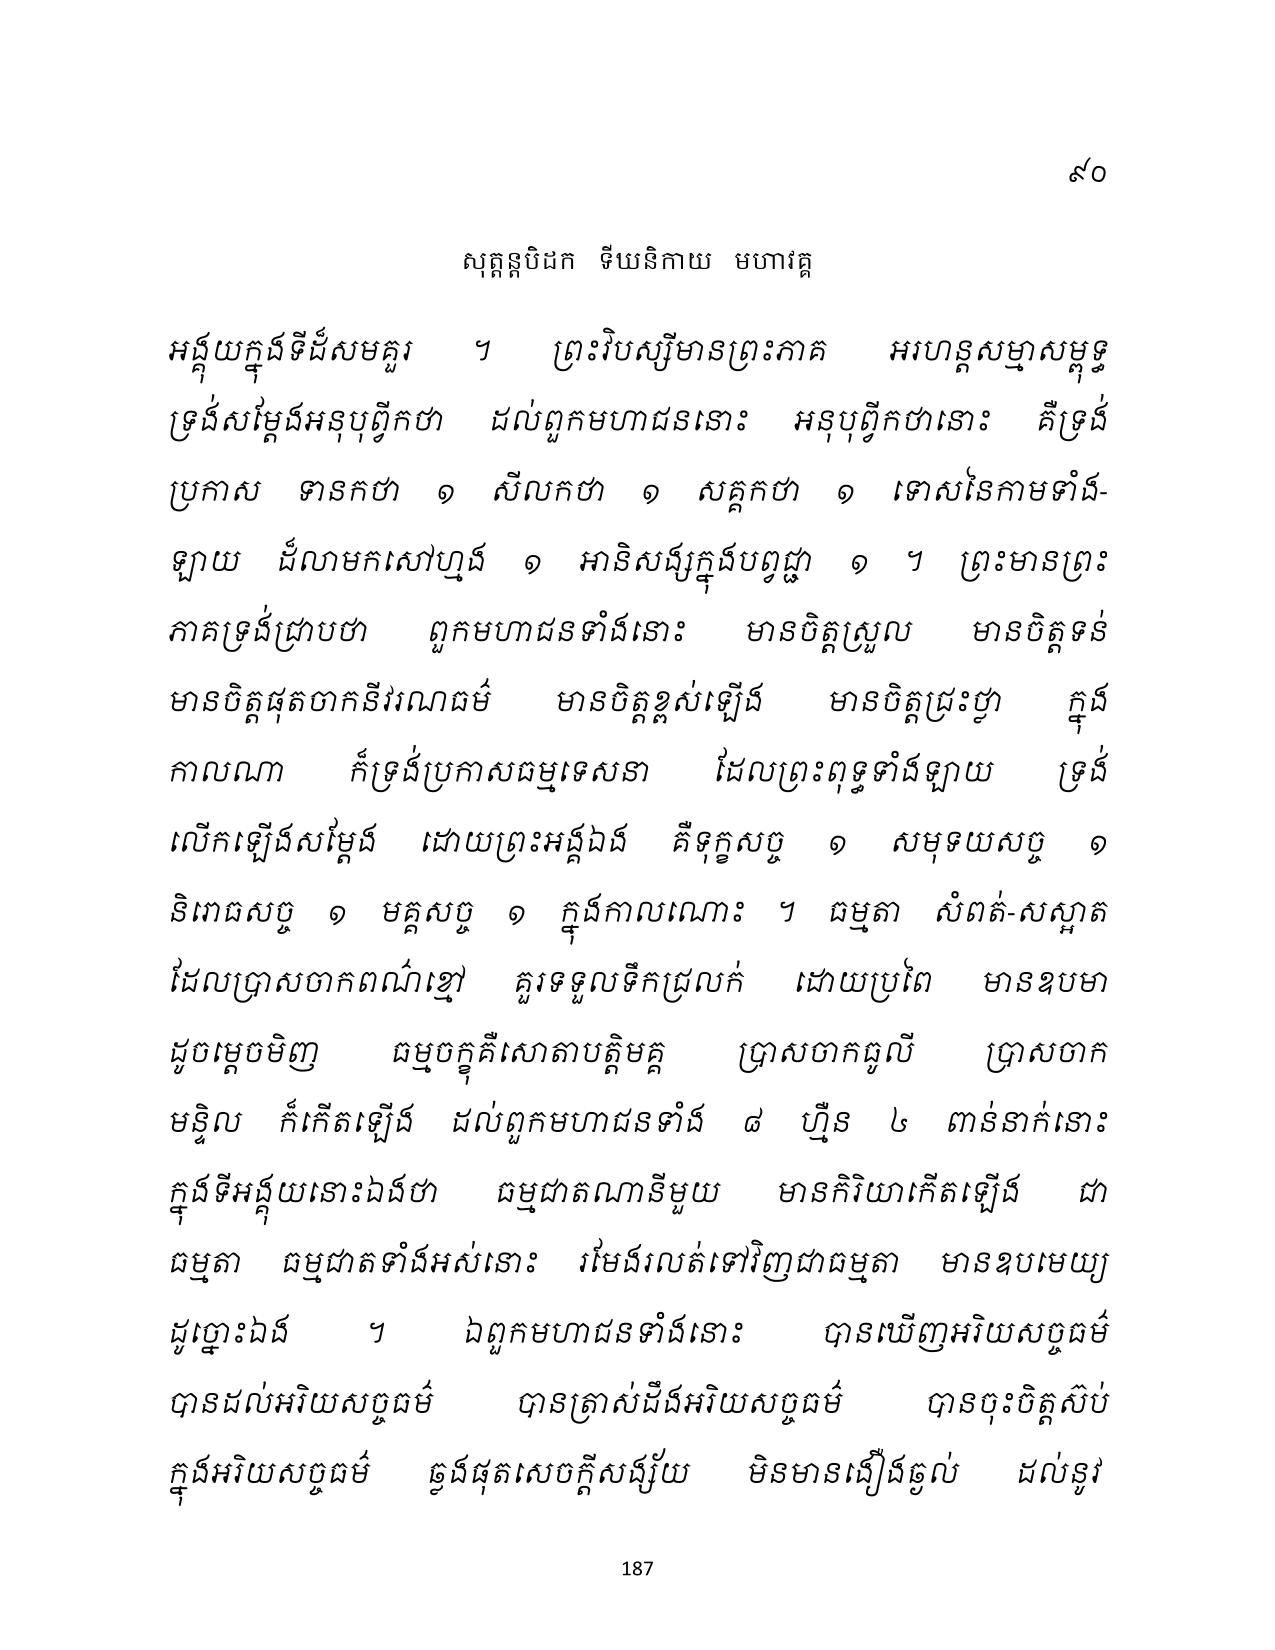 ៩០
សុត្តន្តបិដក ទីឃនិកាយ មហាវគ្គ
អង្គុយក្នុងទីដ៏សមគួរ ។ ព្រះវិបស្សីមានព្រះភាគ អរហន្តសម្មាសម្ពុទ្ធ
ទ្រង់សម្តែងអនុបុព្វីកថា ដល់ពួកមហាជននោះ អនុបុព្វីកថានោះ គឺទ្រង់
ប្រកាស ទានកថា ១ សីលកថា ១ សគ្គកថា ១ ទោសនៃកាមទាំង-
ឡាយ ដ៏លាមកសៅហ្មង ១ អានិសង្សក្នុងបព្វជ្ជា ១ ។ ព្រះមានព្រះ
ភាគទ្រង់ជ្រាបថា ពួកមហាជនទាំងនោះ មានចិត្តស្រួល មានចិត្តទន់
មានចិត្តផុតចាកនីវរណធម៌ មានចិត្តខ្ពស់ឡើង មានចិត្តជ្រះថ្លា ក្នុង
កាលណា ក៏ទ្រង់ប្រកាសធម្មទេសនា ដែលព្រះពុទ្ធទាំងឡាយ ទ្រង់
លើកឡើងសម្តែង ដោយព្រះអង្គឯង គឺទុក្ខសច្ច ១ សមុទយសច្ច ១
និរោធសច្ច ១ មគ្គសច្ច ១ ក្នុងកាលណោះ ។ ធម្មតា សំពត់-សស្អាត
ដែលប្រាសចាកពណ៌ខ្មៅ គួរទទួលទឹកជ្រលក់ ដោយប្រពៃ មានឧបមា
ដូចម្តេចមិញ ធម្មចក្ខុគឺសោតាបត្តិមគ្គ ប្រាសចាកធូលី ប្រាសចាក
មន្ទិល ក៏កើតឡើង ដល់ពួកមហាជនទាំង ៨ ហ្មឺន ៤ ពាន់នាក់នោះ
ក្នុងទីអង្គុយនោះឯងថា ធម្មជាតណានីមួយ មានកិរិយាកើតឡើង ជា
ធម្មតា ធម្មជាតទាំងអស់នោះ រមែងរលត់ទៅវិញជាធម្មតា មានឧបមេយ្យ
ដូច្នោះឯង ។ ឯពួកមហាជនទាំងនោះ បានឃើញអរិយសច្ចធម៌
បានដល់អរិយសច្ចធម៌ បានត្រាស់ដឹងអរិយសច្ចធម៌ បានចុះចិត្តស៊ប់
ក្នុងអរិយសច្ចធម៌ ឆ្លងផុតសេចក្តីសង្ស័យ មិនមានងឿងឆ្ងល់ ដល់នូវ
187